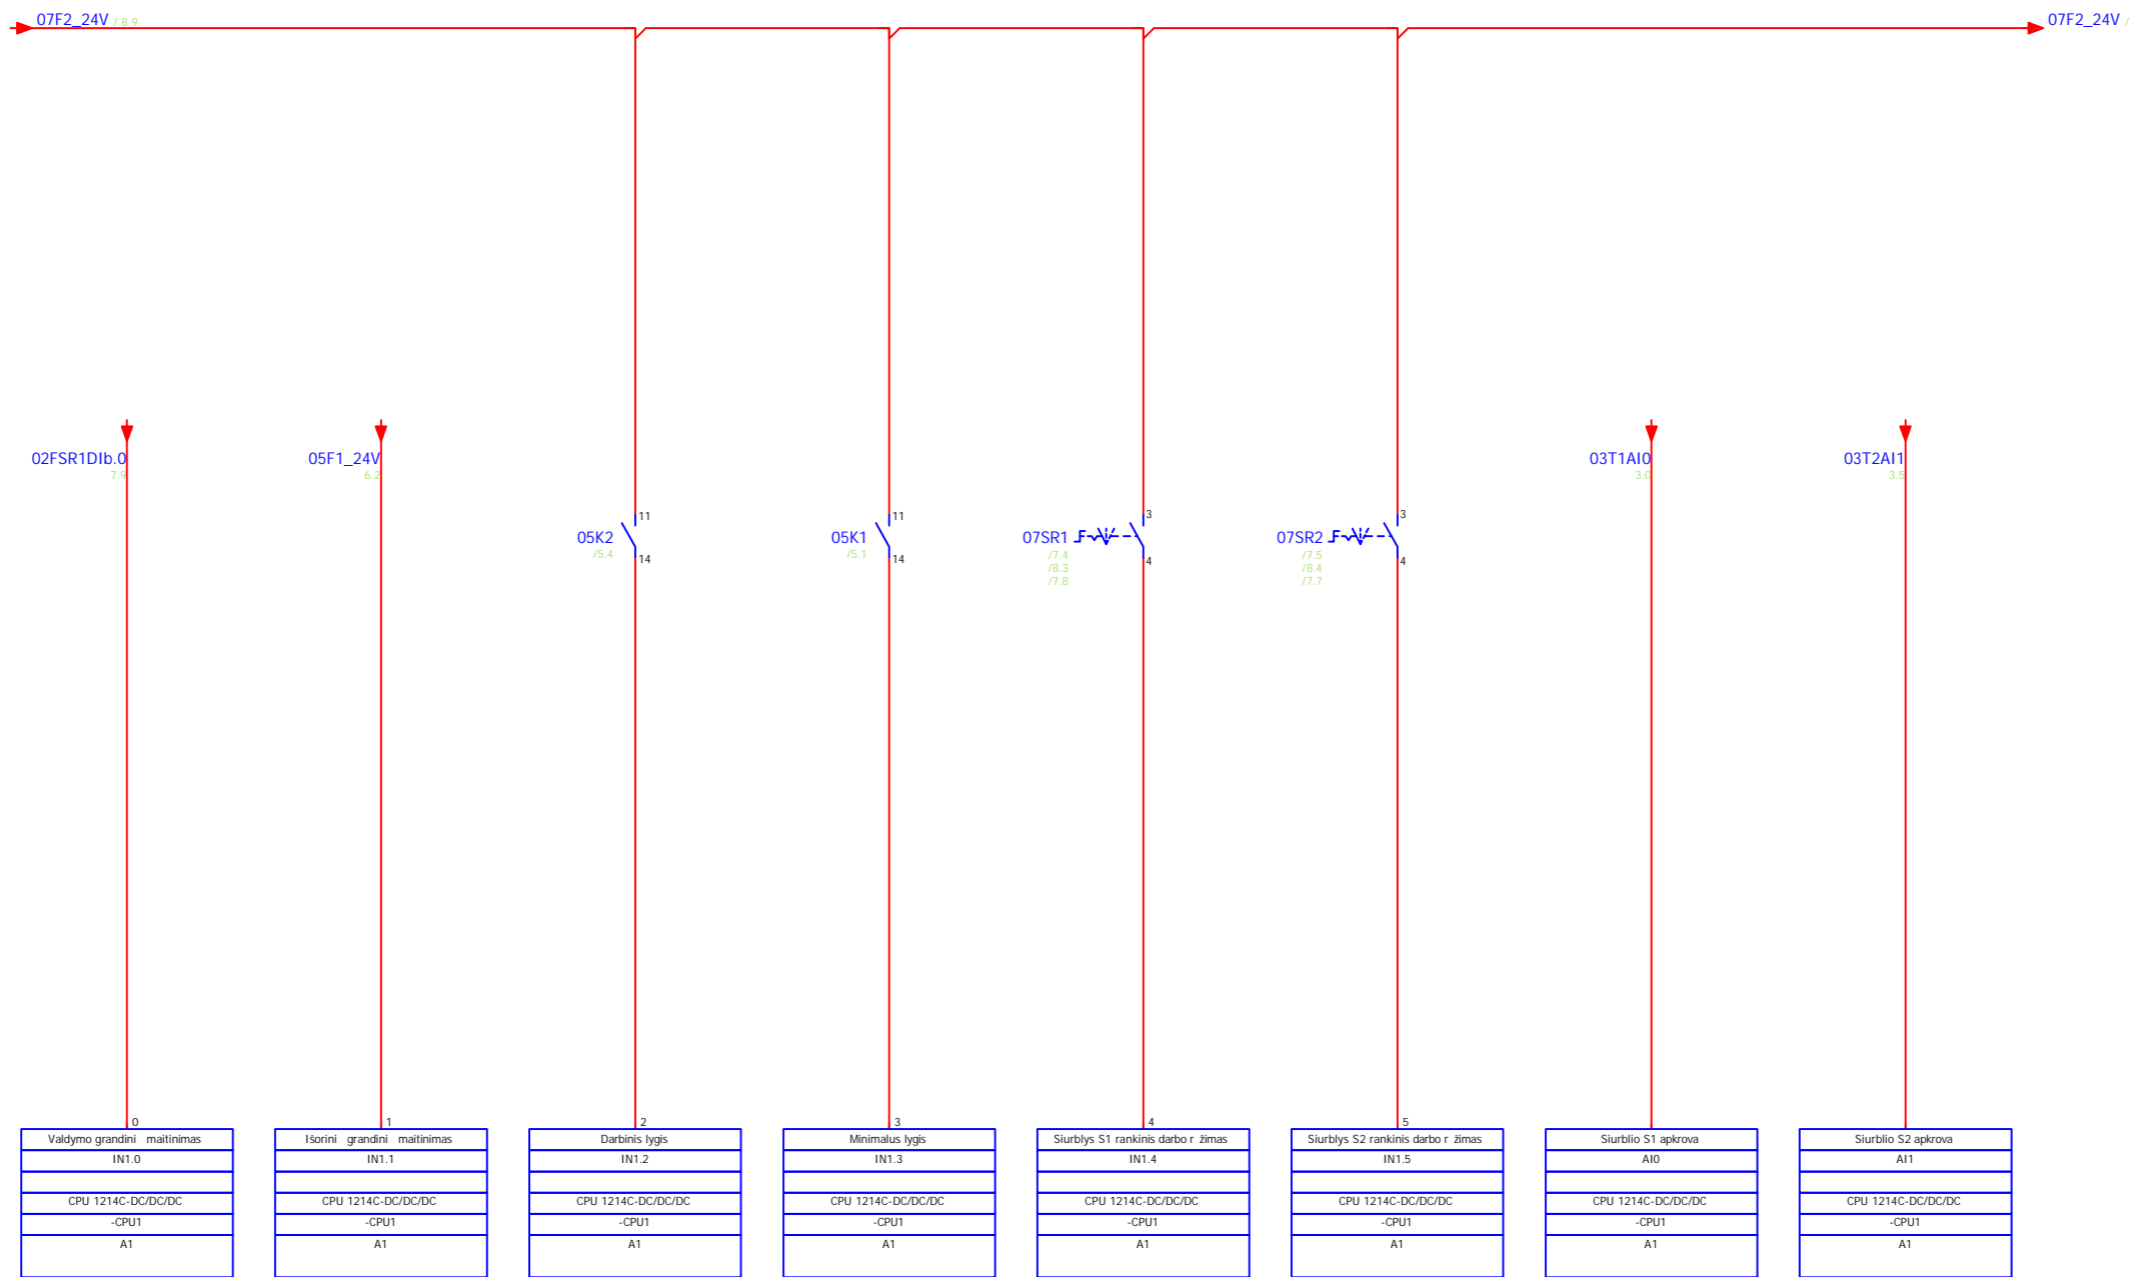 07F2_24V / 8.9
07F2_24V /
02FSR1DIb.0
7.9
05F1_24V
6.2
03T1AI0
3.0
03T2AI1
3.5
11
05K2
/5.4
14
11
05K1
/5.1
14
3
07SR1
/7.4
/8.3
/7.8
4
3
07SR2
/7.5
/8.4
/7.7
4
0
Valdymo grandini maitinimas
IN1.0
CPU 1214C-DC/DC/DC
-CPU1
A1
1
Išorini grandini maitinimas
IN1.1
CPU 1214C-DC/DC/DC
-CPU1
A1
2
Darbinis lygis
IN1.2
CPU 1214C-DC/DC/DC
-CPU1
A1
3
Minimalus lygis
IN1.3
CPU 1214C-DC/DC/DC
-CPU1
A1
4
Siurblys S1 rankinis darbo r žimas
IN1.4
CPU 1214C-DC/DC/DC
-CPU1
A1
5
Siurblys S2 rankinis darbo r žimas
IN1.5
CPU 1214C-DC/DC/DC
-CPU1
A1
Siurblio S1 apkrova
AI0
CPU 1214C-DC/DC/DC
-CPU1
A1
Siurblio S2 apkrova
AI1
CPU 1214C-DC/DC/DC
-CPU1
A1